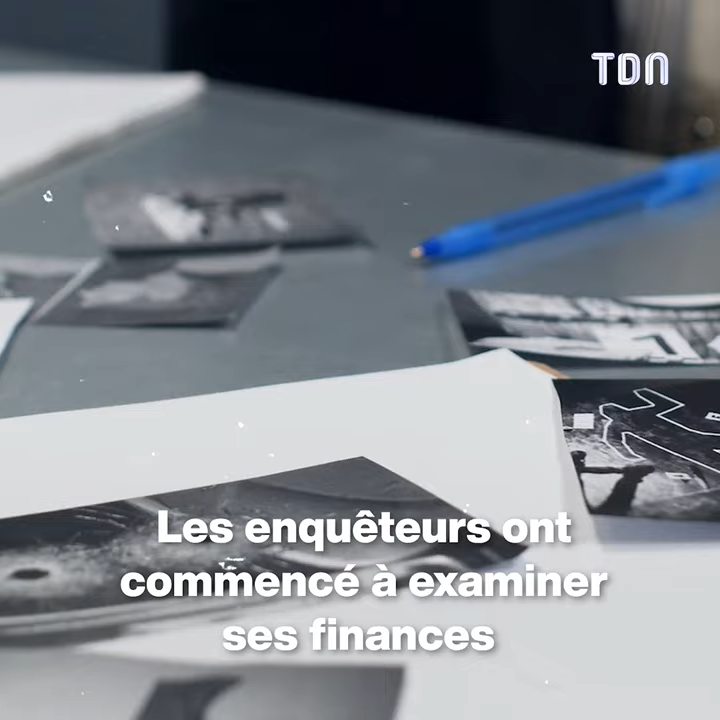 TDN
Les enquêteurs ont
commencé à examiner
ses finances